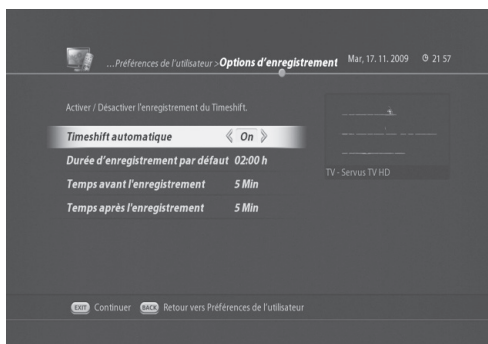 ...Préférences de l'utilisateur > Options d'enregistrement Mar, 17. 11. 2009 21 57
Activer / Désactiver l'enregistrement du Timeshift.
Timeshift automatique On
Durée d'enregistrement par défaut 02:00 h
Temps avant l'enregistrement 5 Min
Temps après l'enregistrement 5 Min
TV - Servus TV HD
EXIT Continuer BACK Retour vers Préférences de l'utilisateur